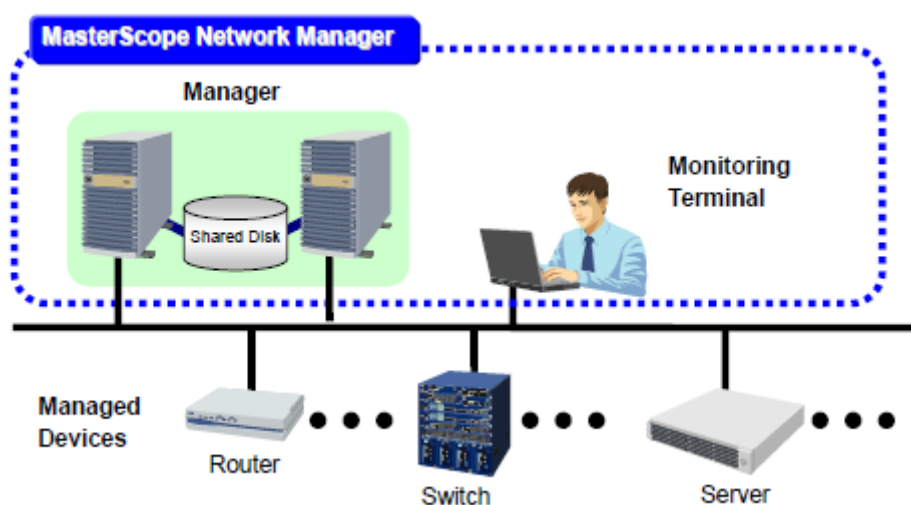 MasterScope Network Manager
Manager
Shared Disk
Monitoring
Terminal
Managed
Devices
Router
Switch
Server